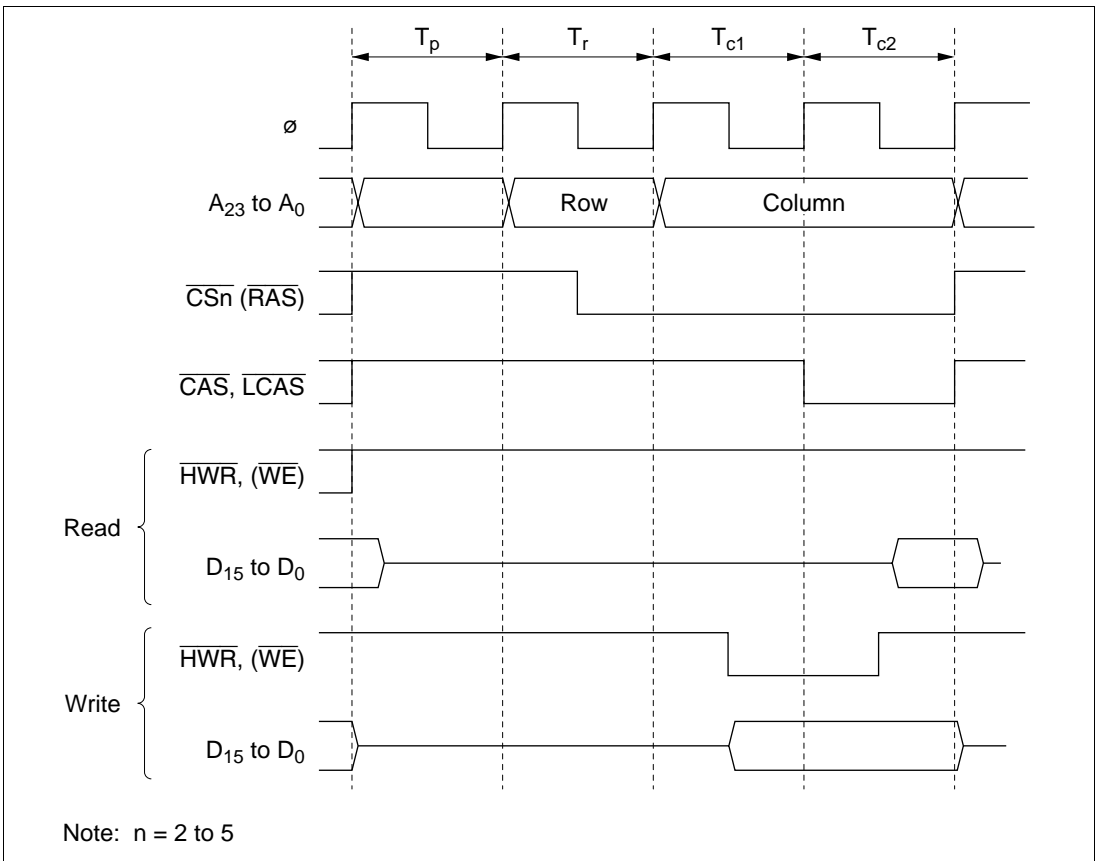 Tp Tr Tc1 Tc2
ø
A23 to A0 Row Column
CSn (RAS)
CAS, LCAS
Read
HWR, (WE)
D15 to D0
Write
HWR, (WE)
D15 to D0
Note: n = 2 to 5